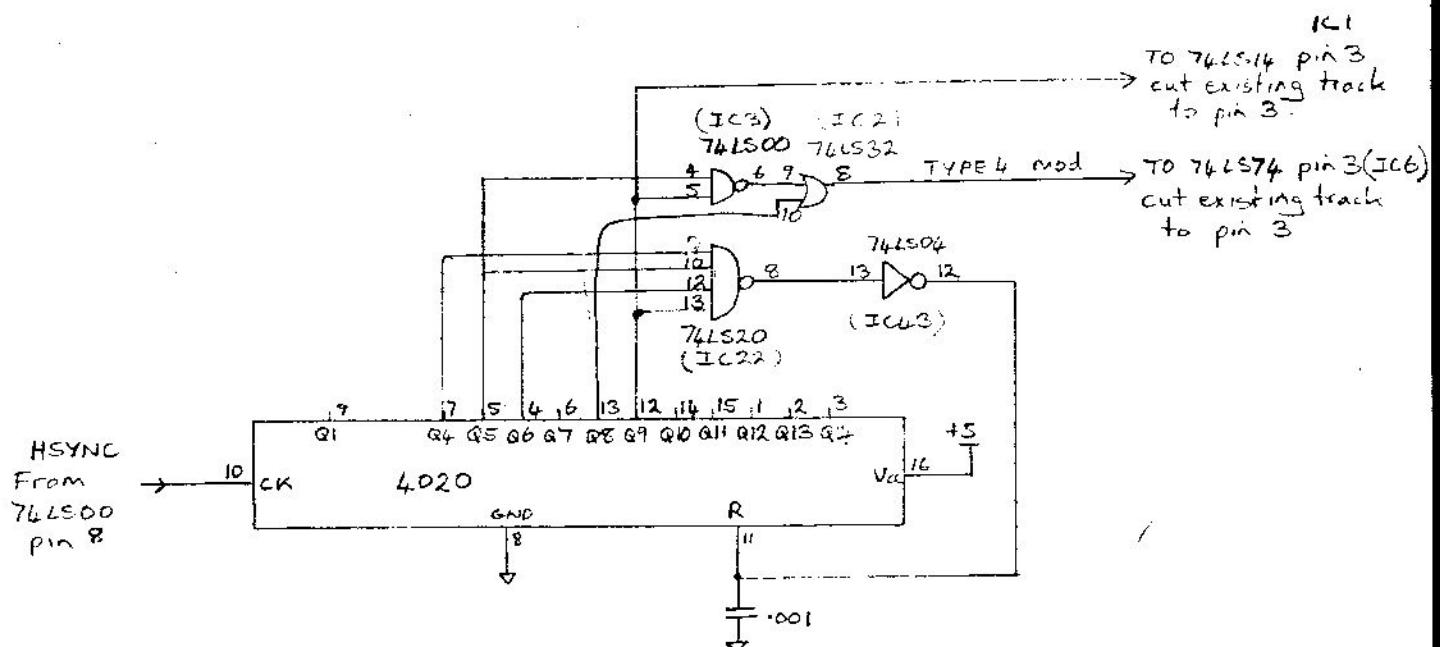 IC1
TO 74LS14 pin 3
cut existing track
to pin 3
(IC3) (IC2)
74LS00 74LS32
4 6 9 8
5
10
TYPE 4 mod
TO 74LS74 pin 3 (IC6)
cut existing track
to pin 3
9
10
12
13
8
74LS04
13 12
74LS20
(IC22)
(IC43)
9 7 5 4 6 13 12 14 15 1 2 3
Q1 Q4 Q5 Q6 Q7 Q8 Q9 Q10 Q11 Q12 Q13
+5
HSYNC
From
74LS00
pin 8
10 CK
4020
Vcc 16
GND
8
R
11
.001